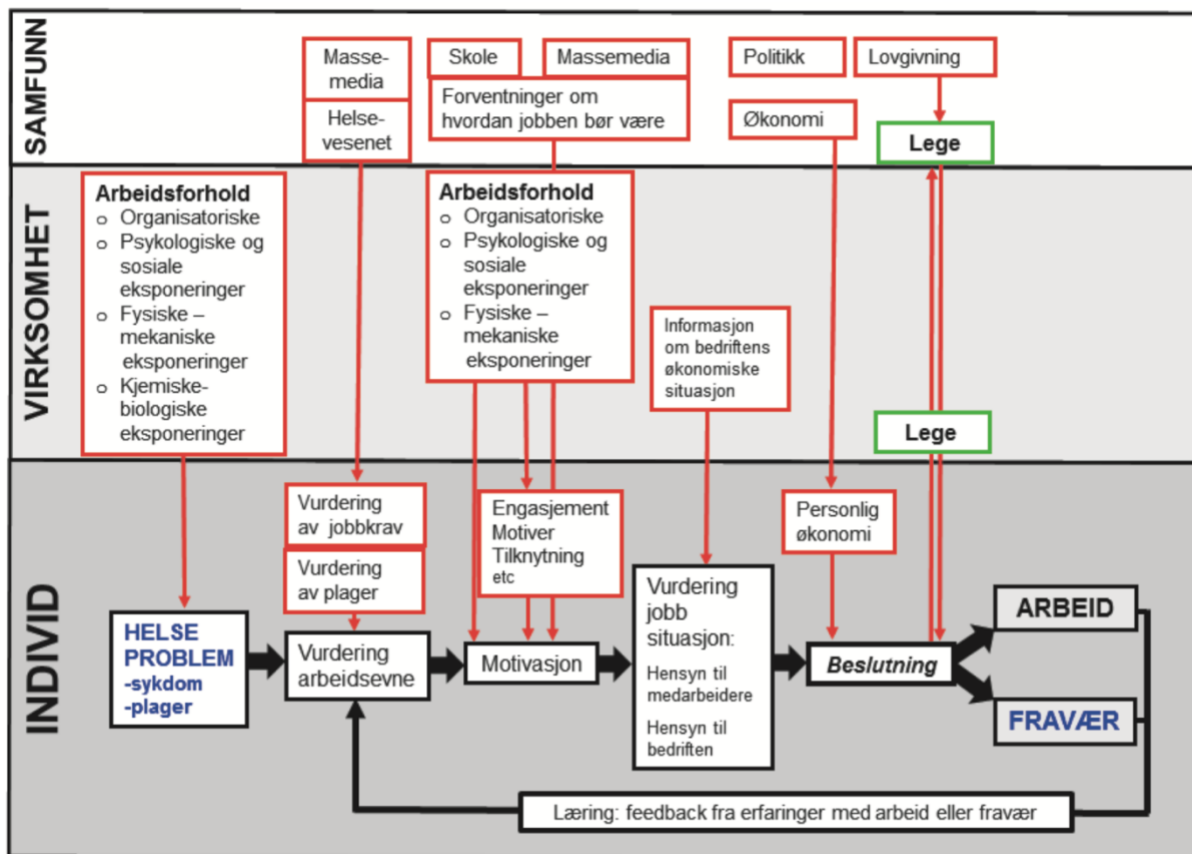 SAMFUNN
Masse-
media
Helse-
vesenet
Skole
Massemedia
Forventninger om
hvordan jobben bør være
Politikk
Økonomi
Lovgivning
Lege
VIRKSOMHET
Arbeidsforhold
o Organisatoriske
o Psykologiske og
sosiale
eksponeringer
o Fysiske –
mekaniske
eksponeringer
o Kjemiske-
biologiske
eksponeringer
Arbeidsforhold
o Organisatoriske
o Psykologiske og
sosiale
eksponeringer
o Fysiske –
mekaniske
eksponeringer
Informasjon
om bedriftens
økonomiske
situasjon
Lege
INDIVID
Vurdering
av jobbkrav
Vurdering
av plager
Engasjement
Motiver
Tilknytning
etc
Personlig
økonomi
HELSE
PROBLEM
-sykdom
-plager
Vurdering
arbeidsevne
Motivasjon
Vurdering
jobb
situasjon:
Hensyn til
medarbeidere
Hensyn til
bedriften
Beslutning
ARBEID
FRAVÆR
Læring: feedback fra erfaringer med arbeid eller fravær